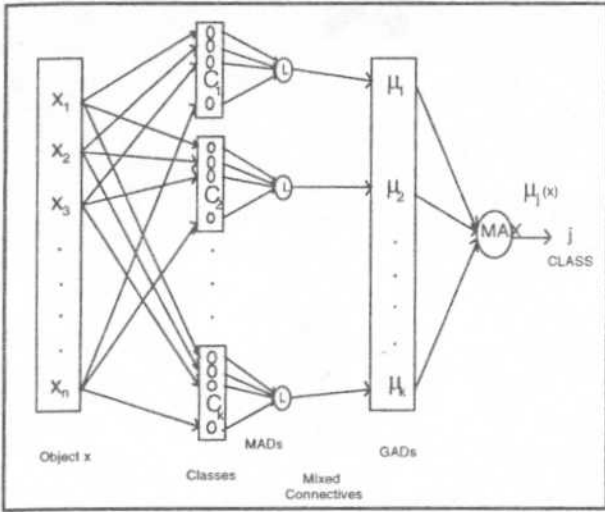 x1
x2
x3
xn
C1
C2
Ck
L
L
L
μ1
μ2
μk
MAX
μj(x)
j
CLASS
Object x
Classes
MADs
Mixed
Connectives
GADs